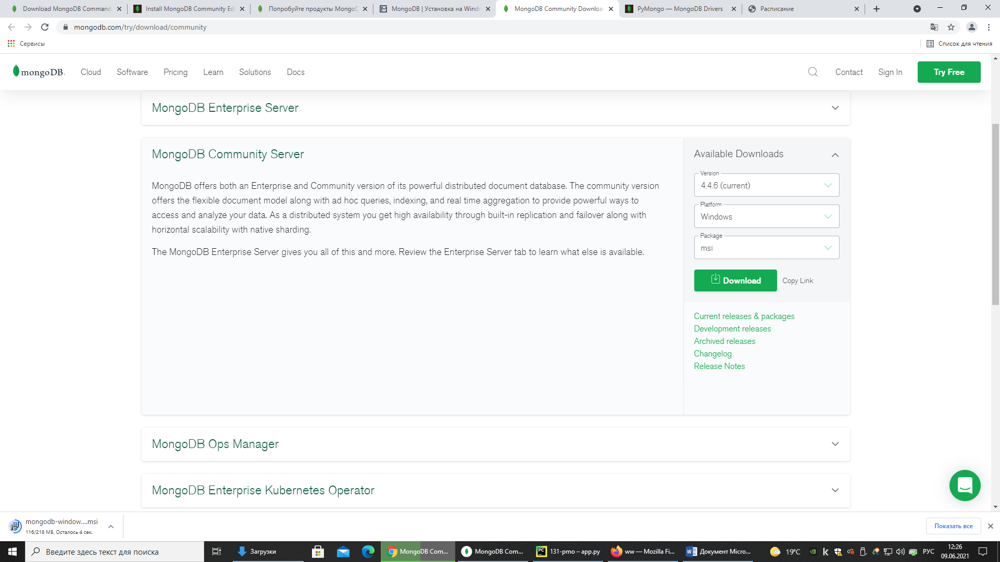 Download MongoDB Command
Install MongoDB Community Edi
Попробуйте продукты MongoD
MongoDB | Установка на Windo
MongoDB Community Downloa
PyMongo — MongoDB Drivers
Расписание
mongodb.com/try/download/community
Сервисы
Список для чтения
mongoDB.
Cloud
Software
Pricing
Learn
Solutions
Docs
Contact
Sign In
Try Free
MongoDB Enterprise Server
MongoDB Community Server
MongoDB offers both an Enterprise and Community version of its powerful distributed document database. The community version
offers the flexible document model along with ad hoc queries, indexing, and real time aggregation to provide powerful ways to
access and analyze your data. As a distributed system you get high availability through built-in replication and failover along with
horizontal scalability with native sharding.
The MongoDB Enterprise Server gives you all of this and more. Review the Enterprise Server tab to learn what else is available.
Available Downloads
Version
4.4.6 (current)
Platform
Windows
Package
msi
Download
Copy Link
Current releases & packages
Development releases
Archived releases
Changelog
Release Notes
MongoDB Ops Manager
MongoDB Enterprise Kubernetes Operator
mongodb-window....msi
116/218 МБ, Осталось 4 сек.
Показать все
Введите здесь текст для поиска
Загрузки
MongoDB Com...
MongoDB Com...
PC
131-pmo – app.py
ww — Mozilla Fi...
Документ Micro...
19°C
РУС
12:26
09.06.2021